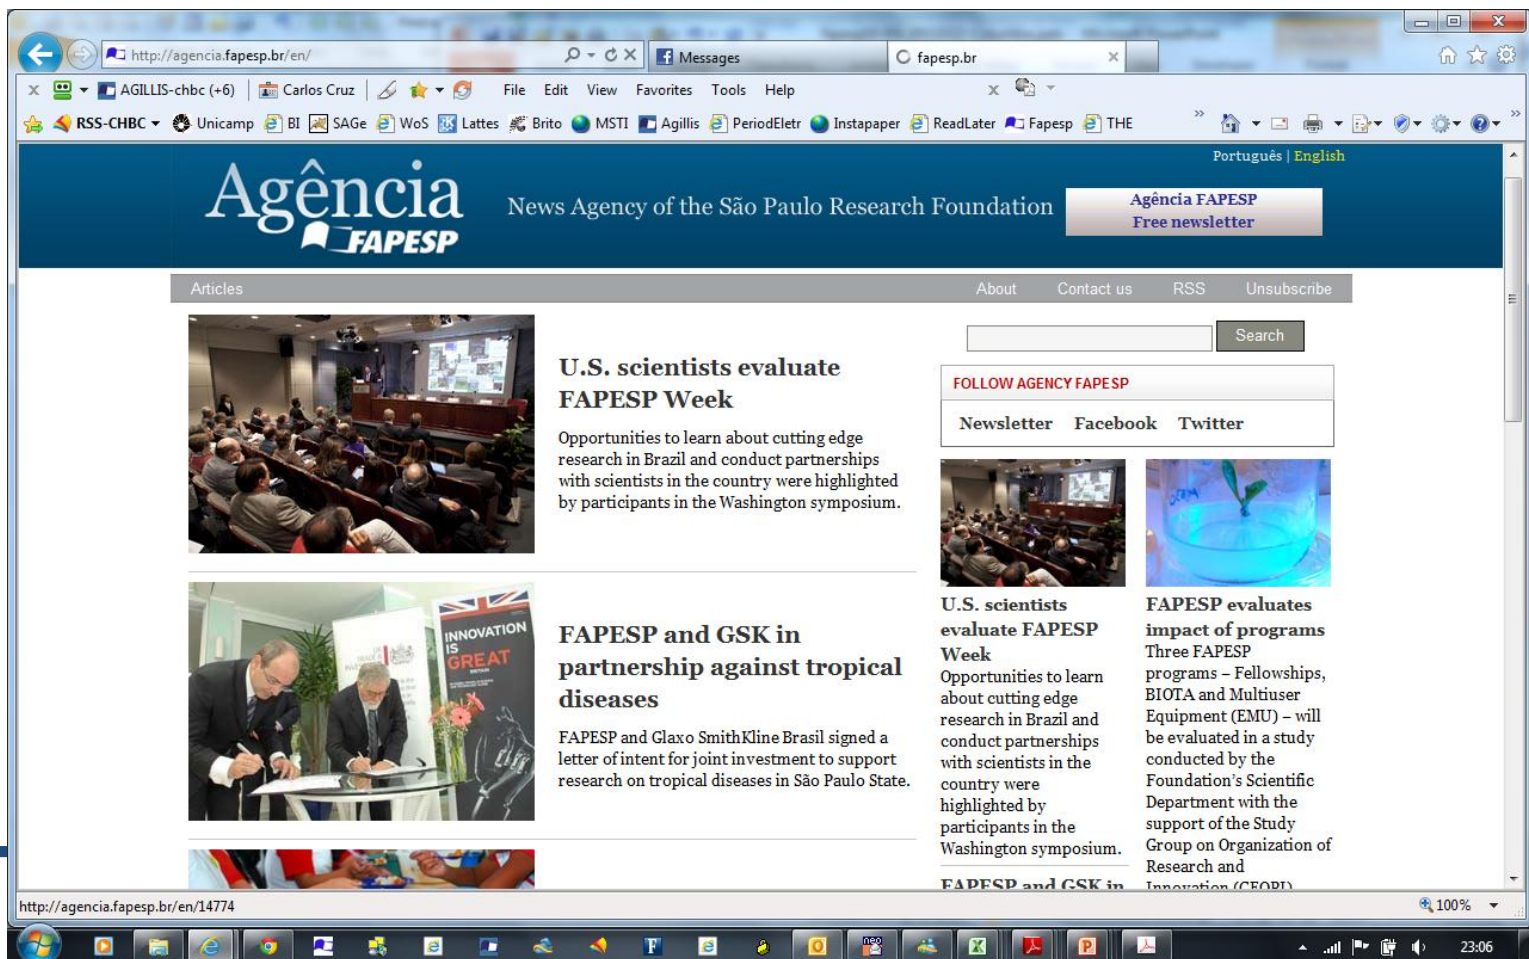 http://agencia.fapesp.br/en/
Messages
fapesp.br
AGILLIS-chbc (+6)
Carlos Cruz
File Edit View Favorites Tools Help
RSS-CHBC
Unicamp
BI
SAGe
WoS
Lattes
Brito
MSTI
Agillis
PeriodEletr
Instapaper
ReadLater
Fapesp
THE
Português | English
Agência
FAPESP
News Agency of the São Paulo Research Foundation
Agência FAPESP
Free newsletter
Articles
About
Contact us
RSS
Unsubscribe
U.S. scientists evaluate
FAPESP Week
Opportunities to learn about cutting edge
research in Brazil and conduct partnerships
with scientists in the country were highlighted
by participants in the Washington symposium.
Search
FOLLOW AGENCY FAPESP
Newsletter Facebook Twitter
INNOVATION
IS
GREAT
FAPESP and GSK in
partnership against tropical
diseases
FAPESP and Glaxo SmithKline Brasil signed a
letter of intent for joint investment to support
research on tropical diseases in São Paulo State.
U.S. scientists
evaluate FAPESP
Week
Opportunities to learn
about cutting edge
research in Brazil and
conduct partnerships
with scientists in the
country were
highlighted by
participants in the
Washington symposium.
FAPESP and GSK in
FAPESP evaluates
impact of programs
Three FAPESP
programs – Fellowships,
BIOTA and Multiuser
Equipment (EMU) – will
be evaluated in a study
conducted by the
Foundation's Scientific
Department with the
support of the Study
Group on Organization of
Research and
Innovation (GEOPI)
http://agencia.fapesp.br/en/14774
100%
23:06